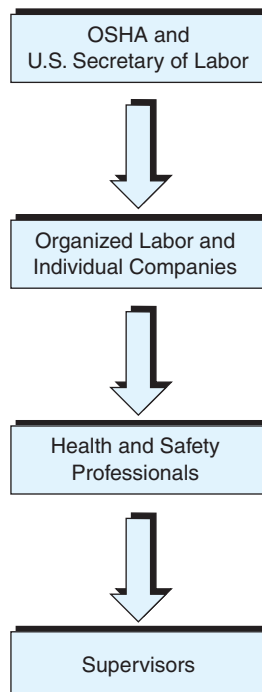 OSHA and
U.S. Secretary of Labor
Organized Labor and
Individual Companies
Health and Safety
Professionals
Supervisors